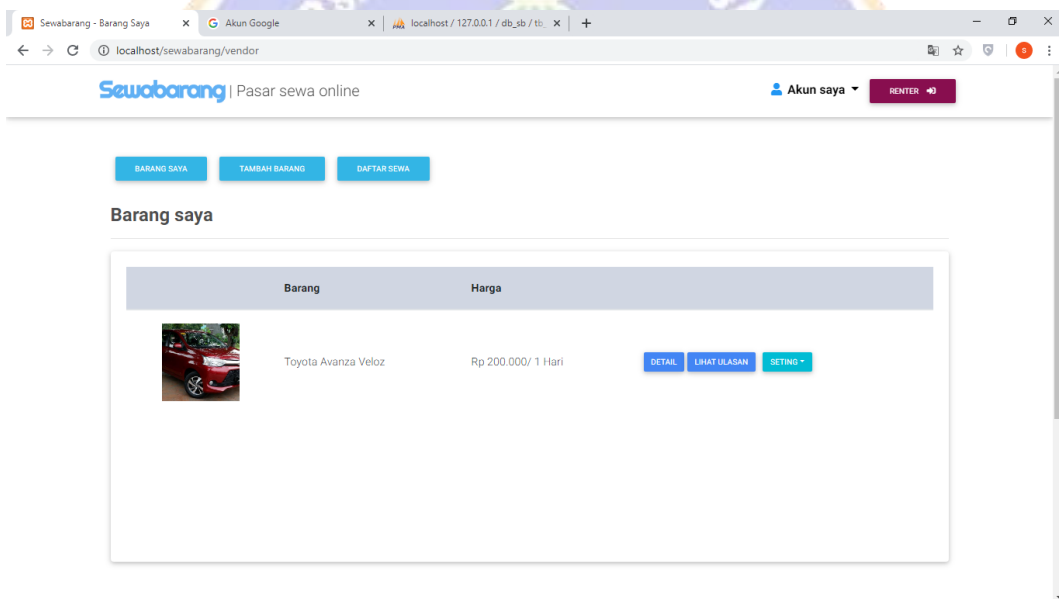 Sewabarang - Barang Saya
Akun Google
localhost / 127.0.0.1 / db_sb / tb_
localhost/sewabarang/vendor
s
Sewabarang | Pasar sewa online
Akun saya
RENTER
BARANG SAYA TAMBAH BARANG DAFTAR SEWA
Barang saya
Barang Harga
Toyota Avanza Veloz Rp 200.000/ 1 Hari DETAIL LIHAT ULASAN SETING